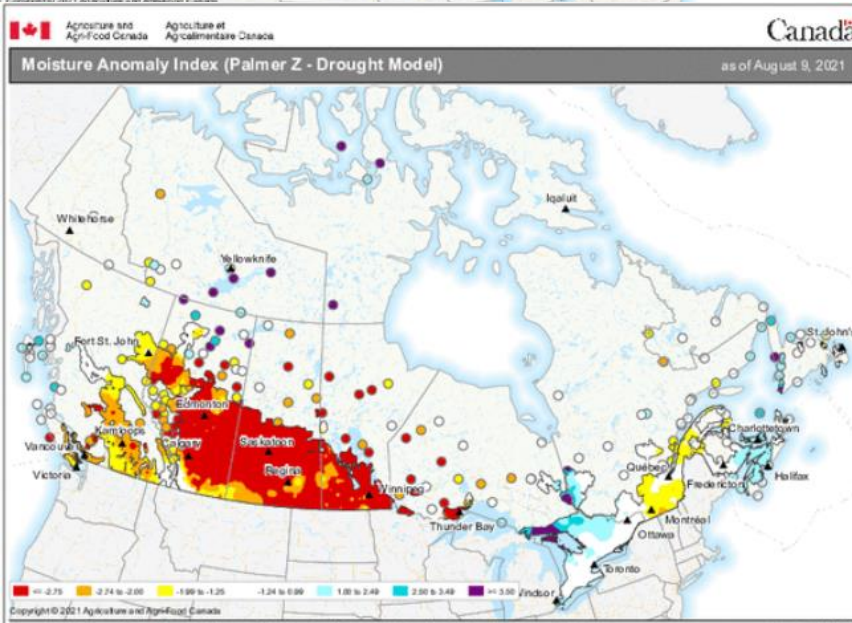 Agriculture and
Agri-Food Canada
Agriculture et
Agroalimentaire Canada
Canada
Moisture Anomaly Index (Palmer Z - Drought Model)
as of August 9, 2021
Iqaluit
Whitehorse
Yellowknife
Fort St. John
St. John's
Edmonton
Charlottetown
Kamloops
Calgary
Saskatoon
Vancouver
Regina
Québec
Victoria
Winnipeg
Fredericton
Halifax
Thunder Bay
Montréal
Ottawa
Toronto
Windsor
<= -2.75
-2.74 to -2.00
-1.99 to -1.25
-1.24 to 0.99
1.00 to 2.49
2.50 to 3.49
>= 3.50
Copyright © 2021 Agriculture and Agri-Food Canada